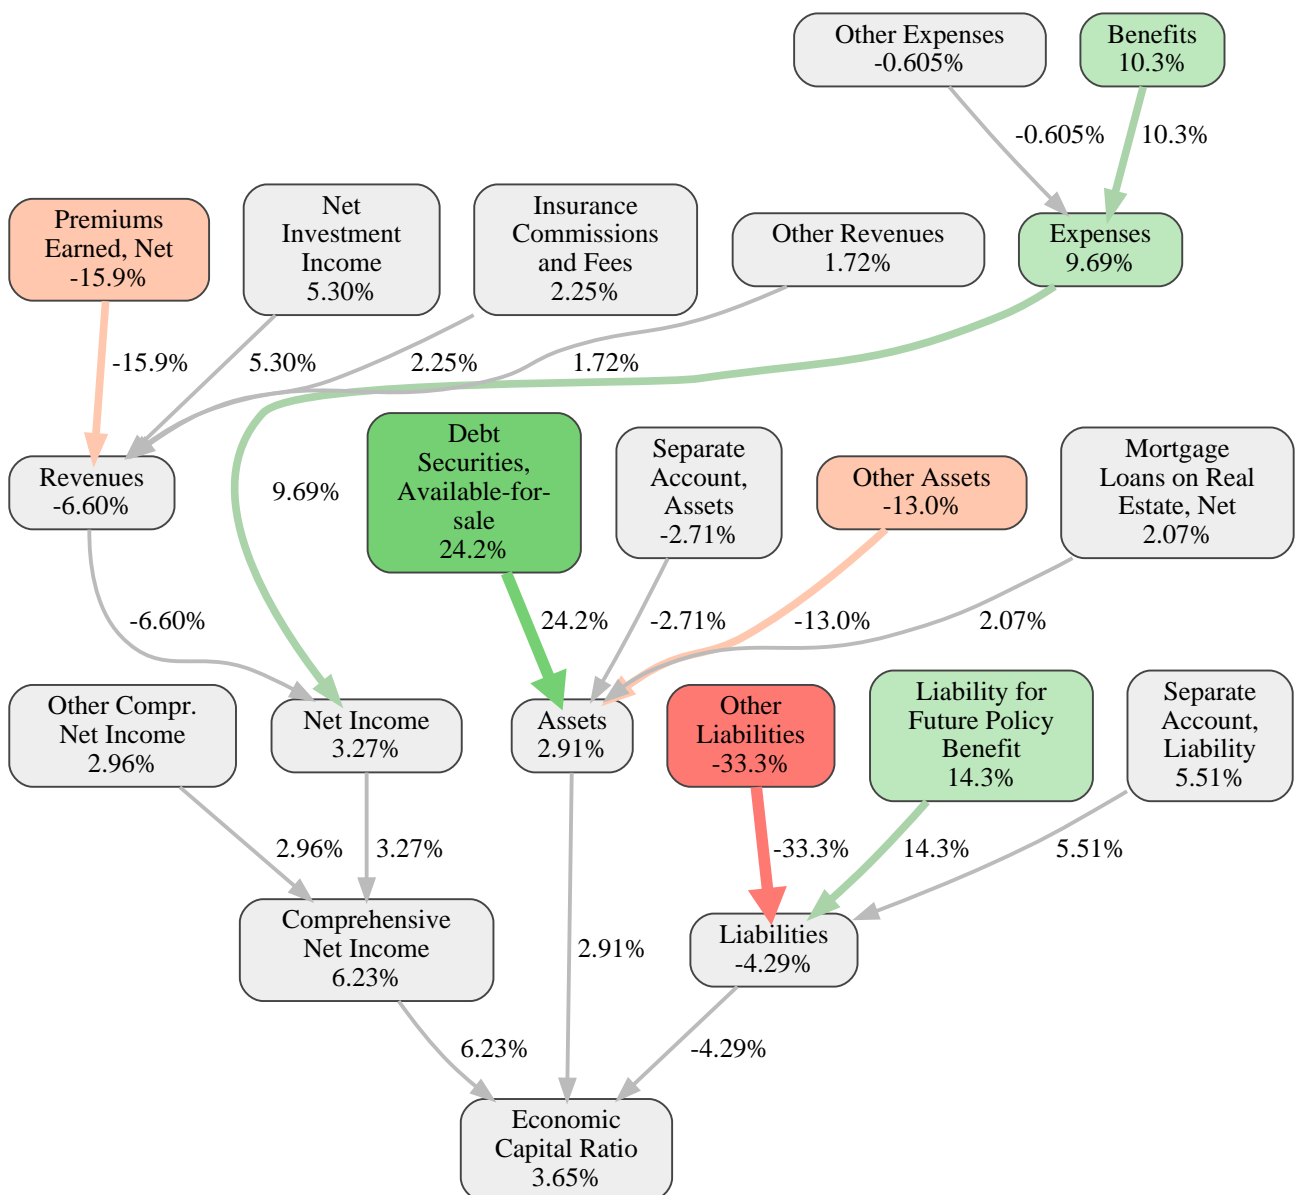 Other Expenses
-0.605%
Benefits
10.3%
-0.605%
10.3%
Premiums
Earned, Net
-15.9%
Net
Investment
Income
5.30%
Insurance
Commissions
and Fees
2.25%
Other Revenues
1.72%
Expenses
9.69%
-15.9%
5.30%
2.25%
1.72%
Revenues
-6.60%
9.69%
Debt
Securities,
Available-for-
sale
24.2%
Separate
Account,
Assets
-2.71%
Other Assets
-13.0%
Mortgage
Loans on Real
Estate, Net
2.07%
-6.60%
24.2%
-2.71%
-13.0%
2.07%
Other Compr.
Net Income
2.96%
Net Income
3.27%
Assets
2.91%
Other
Liabilities
-33.3%
Liability for
Future Policy
Benefit
14.3%
Separate
Account,
Liability
5.51%
2.96%
3.27%
-33.3%
14.3%
5.51%
Comprehensive
Net Income
6.23%
2.91%
Liabilities
-4.29%
6.23%
-4.29%
Economic
Capital Ratio
3.65%